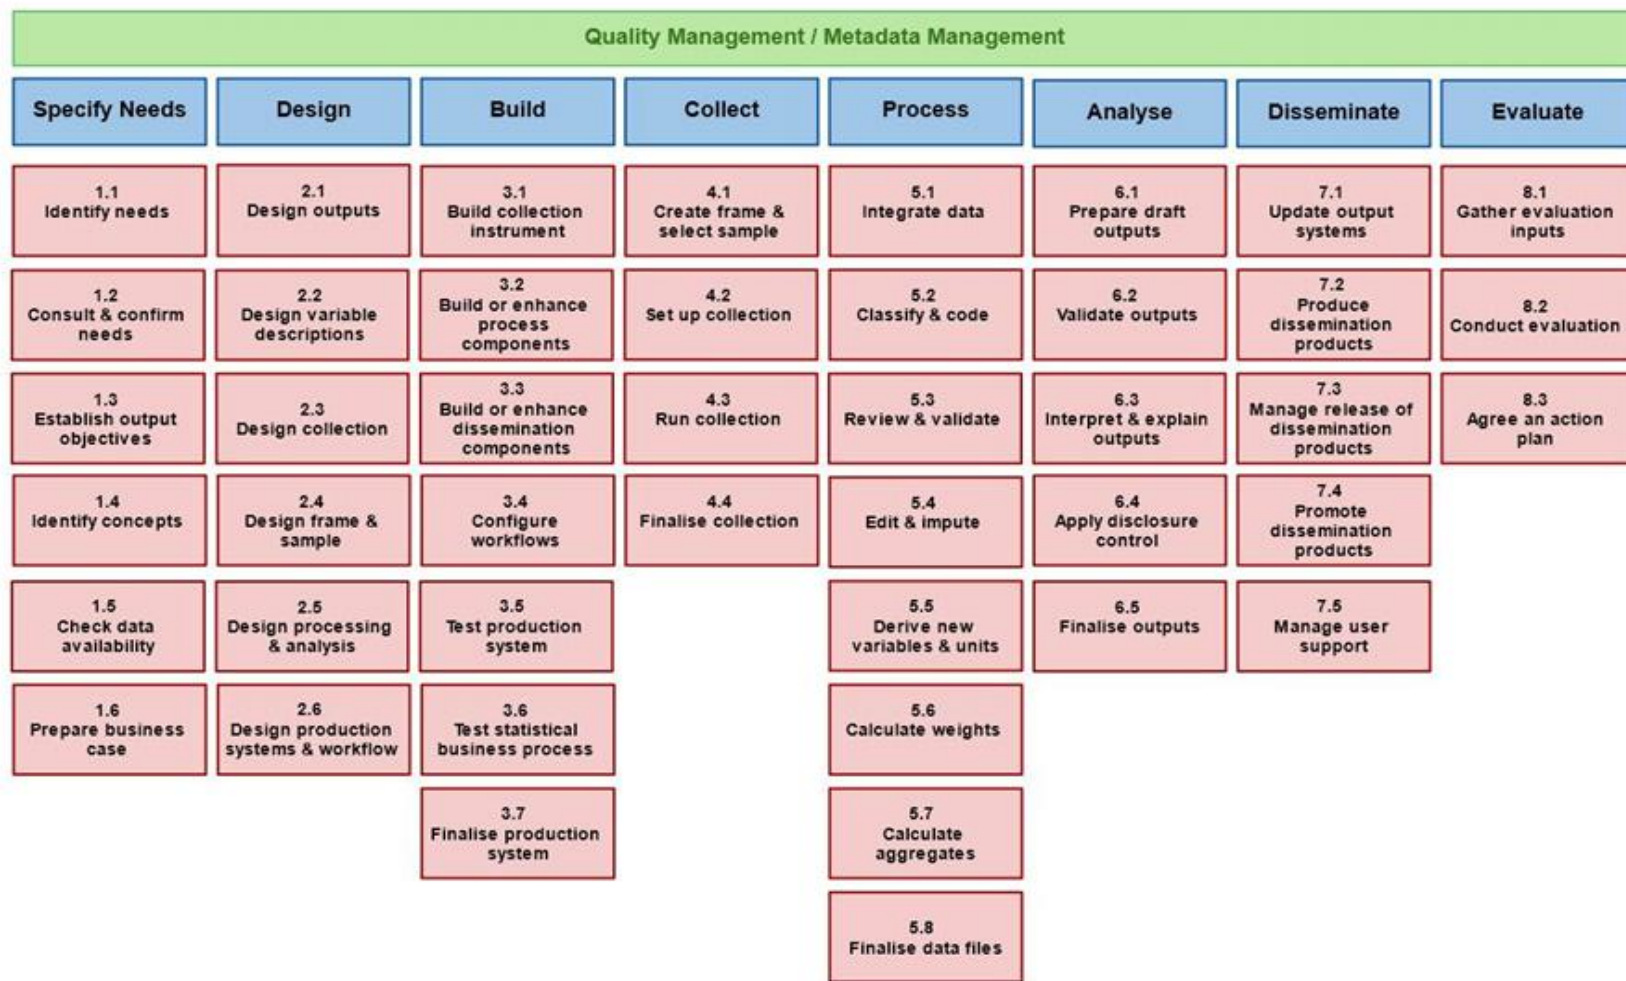 Quality Management / Metadata Management
Specify Needs
Design
Build
Collect
Process
Analyse
Disseminate
Evaluate
1.1
Identify needs
1.2
Consult & confirm
needs
1.3
Establish output
objectives
1.4
Identify concepts
1.5
Check data
availability
1.6
Prepare business
case
2.1
Design outputs
2.2
Design variable
descriptions
2.3
Design collection
2.4
Design frame &
sample
2.5
Design processing
& analysis
2.6
Design production
systems & workflow
3.1
Build collection
instrument
3.2
Build or enhance
process
components
3.3
Build or enhance
dissemination
components
3.4
Configure
workflows
3.5
Test production
system
3.6
Test statistical
business process
3.7
Finalise production
system
4.1
Create frame &
select sample
4.2
Set up collection
4.3
Run collection
4.4
Finalise collection
5.1
Integrate data
5.2
Classify & code
5.3
Review & validate
5.4
Edit & impute
5.5
Derive new
variables & units
5.6
Calculate weights
5.7
Calculate
aggregates
5.8
Finalise data files
6.1
Prepare draft
outputs
6.2
Validate outputs
6.3
Interpret & explain
outputs
6.4
Apply disclosure
control
6.5
Finalise outputs
7.1
Update output
systems
7.2
Produce
dissemination
products
7.3
Manage release of
dissemination
products
7.4
Promote
dissemination
products
7.5
Manage user
support
8.1
Gather evaluation
inputs
8.2
Conduct evaluation
8.3
Agree an action
plan